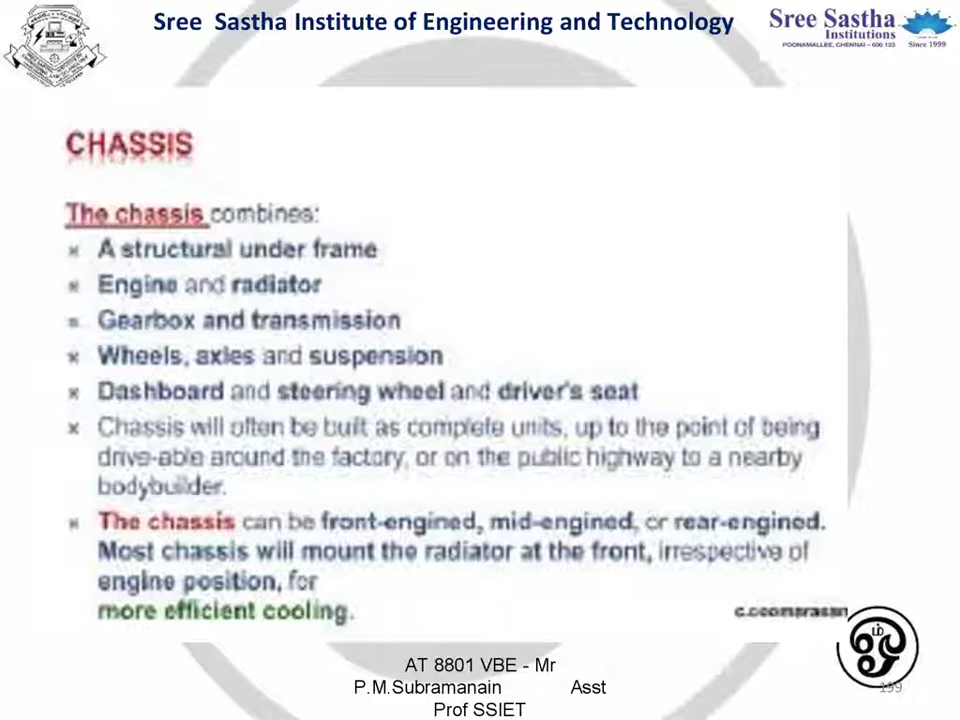 Sree Sastha Institute of Engineering and Technology
Sree Sastha
Institutions
POONAMALLEE, CHENNAI - 600 123
Since 1999
CHASSIS
The chassis combines:
A structural under frame
Engine and radiator
Gearbox and transmission
Wheels, axles and suspension
Dashboard and steering wheel and driver's seat
Chassis will often be built as complete units, up to the point of being
drive-able around the factory, or on the public highway to a nearby
bodybuilder.
The chassis can be front-engined, mid-engined, or rear-engined.
Most chassis will mount the radiator at the front, irrespective of
engine position, for
more efficient cooling.
ௐ
199
AT 8801 VBE - Mr
P.M.Subramanain Asst
Prof SSIET